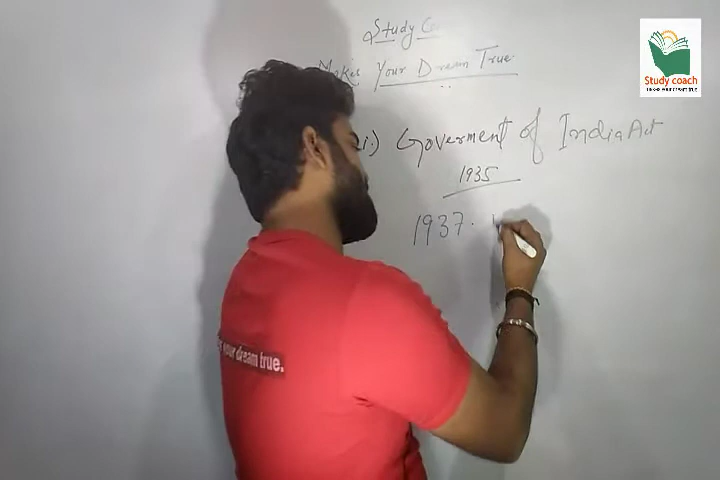 Study
Makes Your Dream True
i.) Goverment of India Act
1935
1937.
Study coach
your dream true.